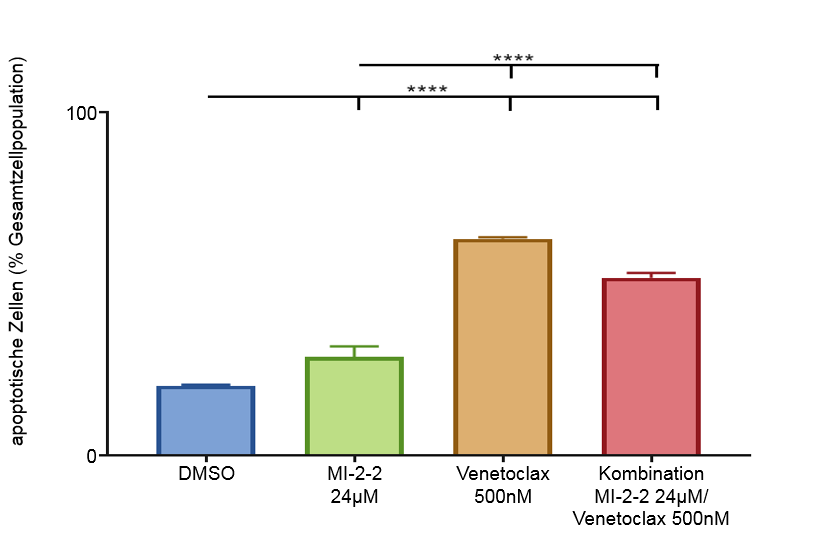 apoptotische Zellen (% Gesamtzellpopulation)
****
****
100
0
DMSO
MI-2-2
24µM
Venetoclax
500nM
Kombination
MI-2-2 24µM/
Venetoclax 500nM